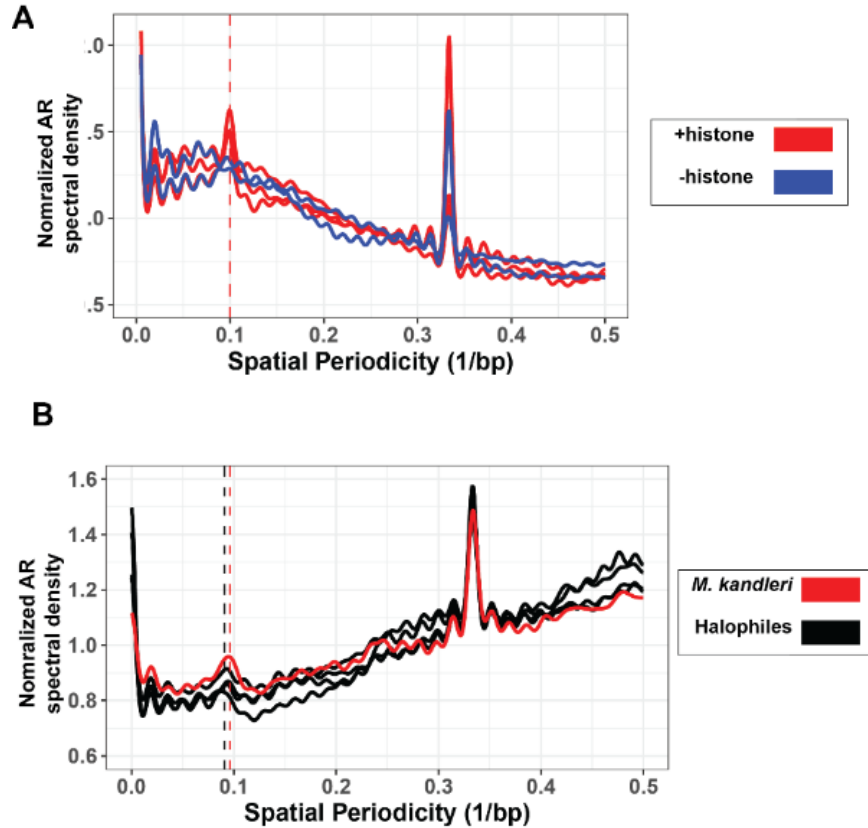 A
.0
.5
.0
.5
Nomralized AR
spectral density
0.0 0.1 0.2 0.3 0.4 0.5
Spatial Periodicity (1/bp)
+histone
-histone
B
1.6
1.4
1.2
1.0
0.8
0.6
Nomralized AR
spectral density
0.0 0.1 0.2 0.3 0.4 0.5
Spatial Periodicity (1/bp)
M. kandleri
Halophiles